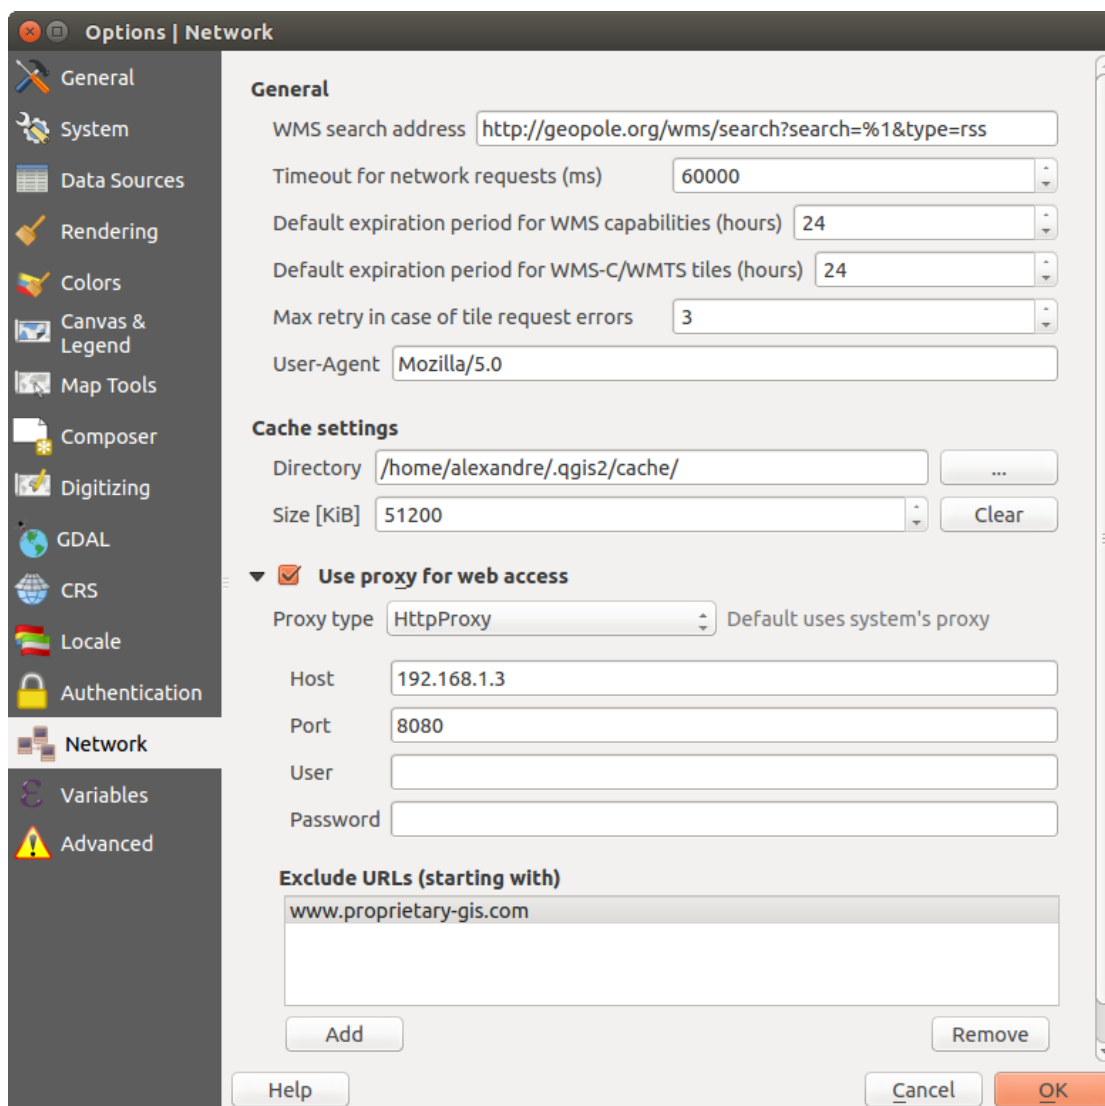 Options | Network
General
System
Data Sources
Rendering
Colors
Canvas &
Legend
Map Tools
Composer
Digitizing
GDAL
CRS
Locale
Authentication
Network
Variables
Advanced
General
WMS search address http://geopole.org/wms/search?search=%1&type=rss
Timeout for network requests (ms) 60000
Default expiration period for WMS capabilities (hours) 24
Default expiration period for WMS-C/WMTS tiles (hours) 24
Max retry in case of tile request errors 3
User-Agent Mozilla/5.0
Cache settings
Directory /home/alexandre/.qgis2/cache/ ...
Size [KiB] 51200 Clear
Use proxy for web access
Proxy type HttpProxy Default uses system's proxy
Host 192.168.1.3
Port 8080
User
Password
Exclude URLs (starting with)
www.proprietary-gis.com
Add Remove
Help Cancel OK